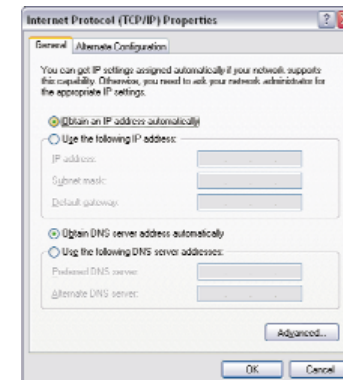 Internet Protocol (TCP/IP) Properties
General Alternate Configuration
You can get IP settings assigned automatically if your network supports
this capability. Otherwise, you need to ask your network administrator for
the appropriate IP settings.
Obtain an IP address automatically
Use the following IP address:
IP address:
Subnet mask:
Default gateway:
Obtain DNS server address automatically
Use the following DNS server addresses:
Preferred DNS server:
Alternate DNS server:
Advanced...
OK Cancel